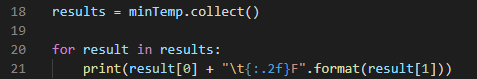 18 results = minTemp.collect()
19
20 for result in results:
21     print(result[0] + "\t{:.2f}F".format(result[1]))